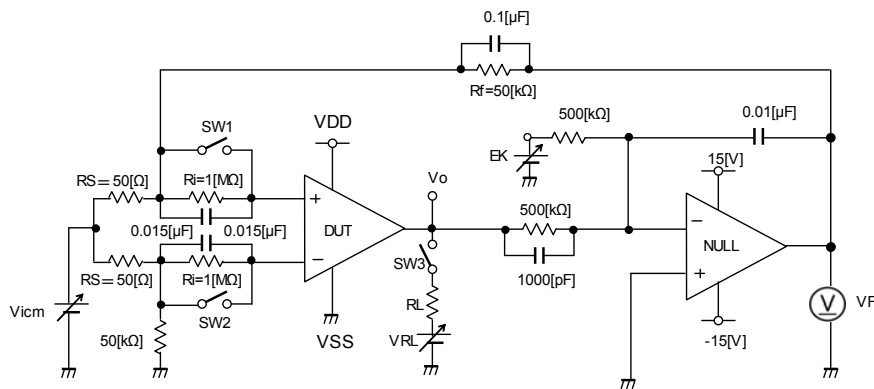 0.1[µF]
Rf=50[kΩ]
500[kΩ]
0.01[µF]
SW1
VDD
EK
15[V]
RS=50[Ω]
Ri=1[MΩ]
Vo
+
500[kΩ]
−
0.015[µF]
0.015[µF]
DUT
NULL
RS=50[Ω]
Ri=1[MΩ]
−
SW3
1000[pF]
+
Vicm
SW2
RL
V
VF
50[kΩ]
VSS
VRL
-15[V]